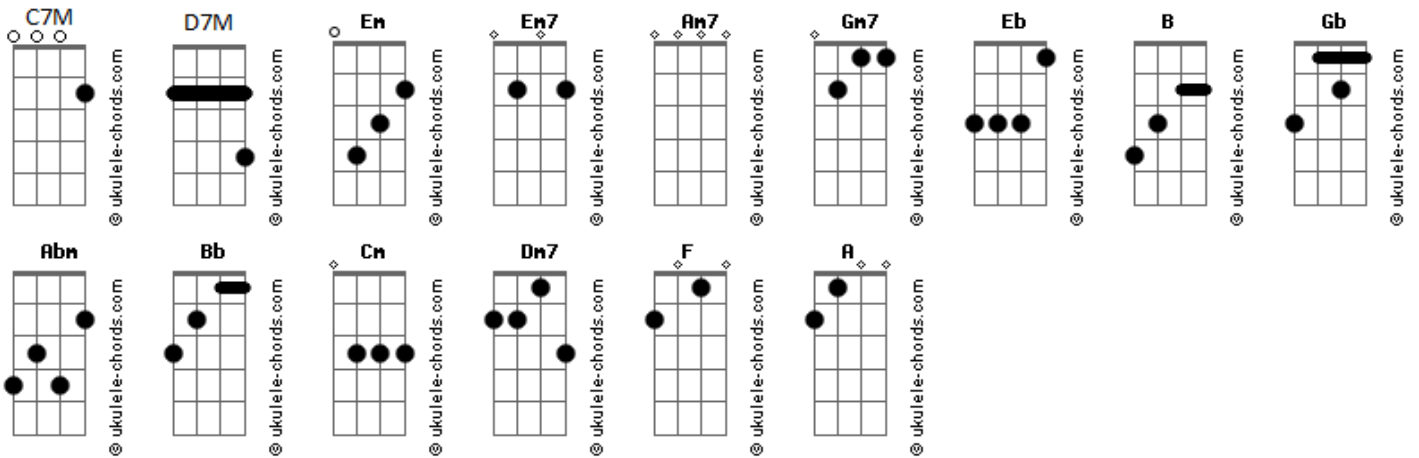 C7M D7M Em Em7 Am7 Gm7 Eb B Gb
© ukulele-chords.com © ukulele-chords.com © ukulele-chords.com © ukulele-chords.com © ukulele-chords.com © ukulele-chords.com © ukulele-chords.com © ukulele-chords.com © ukulele-chords.com
Abm Bb Cm Dm7 F A
© ukulele-chords.com © ukulele-chords.com © ukulele-chords.com © ukulele-chords.com © ukulele-chords.com © ukulele-chords.com